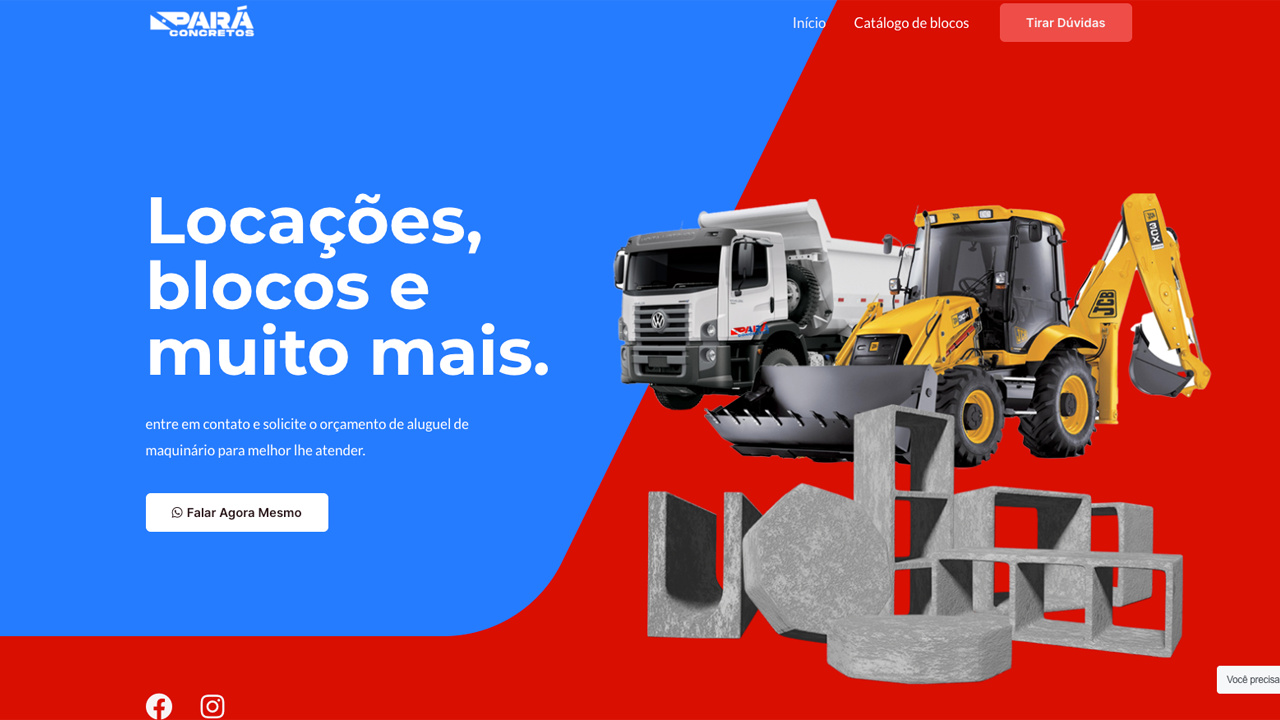 PARÁ
CONCRETOS
Início
Catálogo de blocos
Tirar Dúvidas
Locações,
blocos e
muito mais.
entre em contato e solicite o orçamento de aluguel de
maquinário para melhor lhe atender.
Falar Agora Mesmo
JCB
3CX
JCB
Você precisa